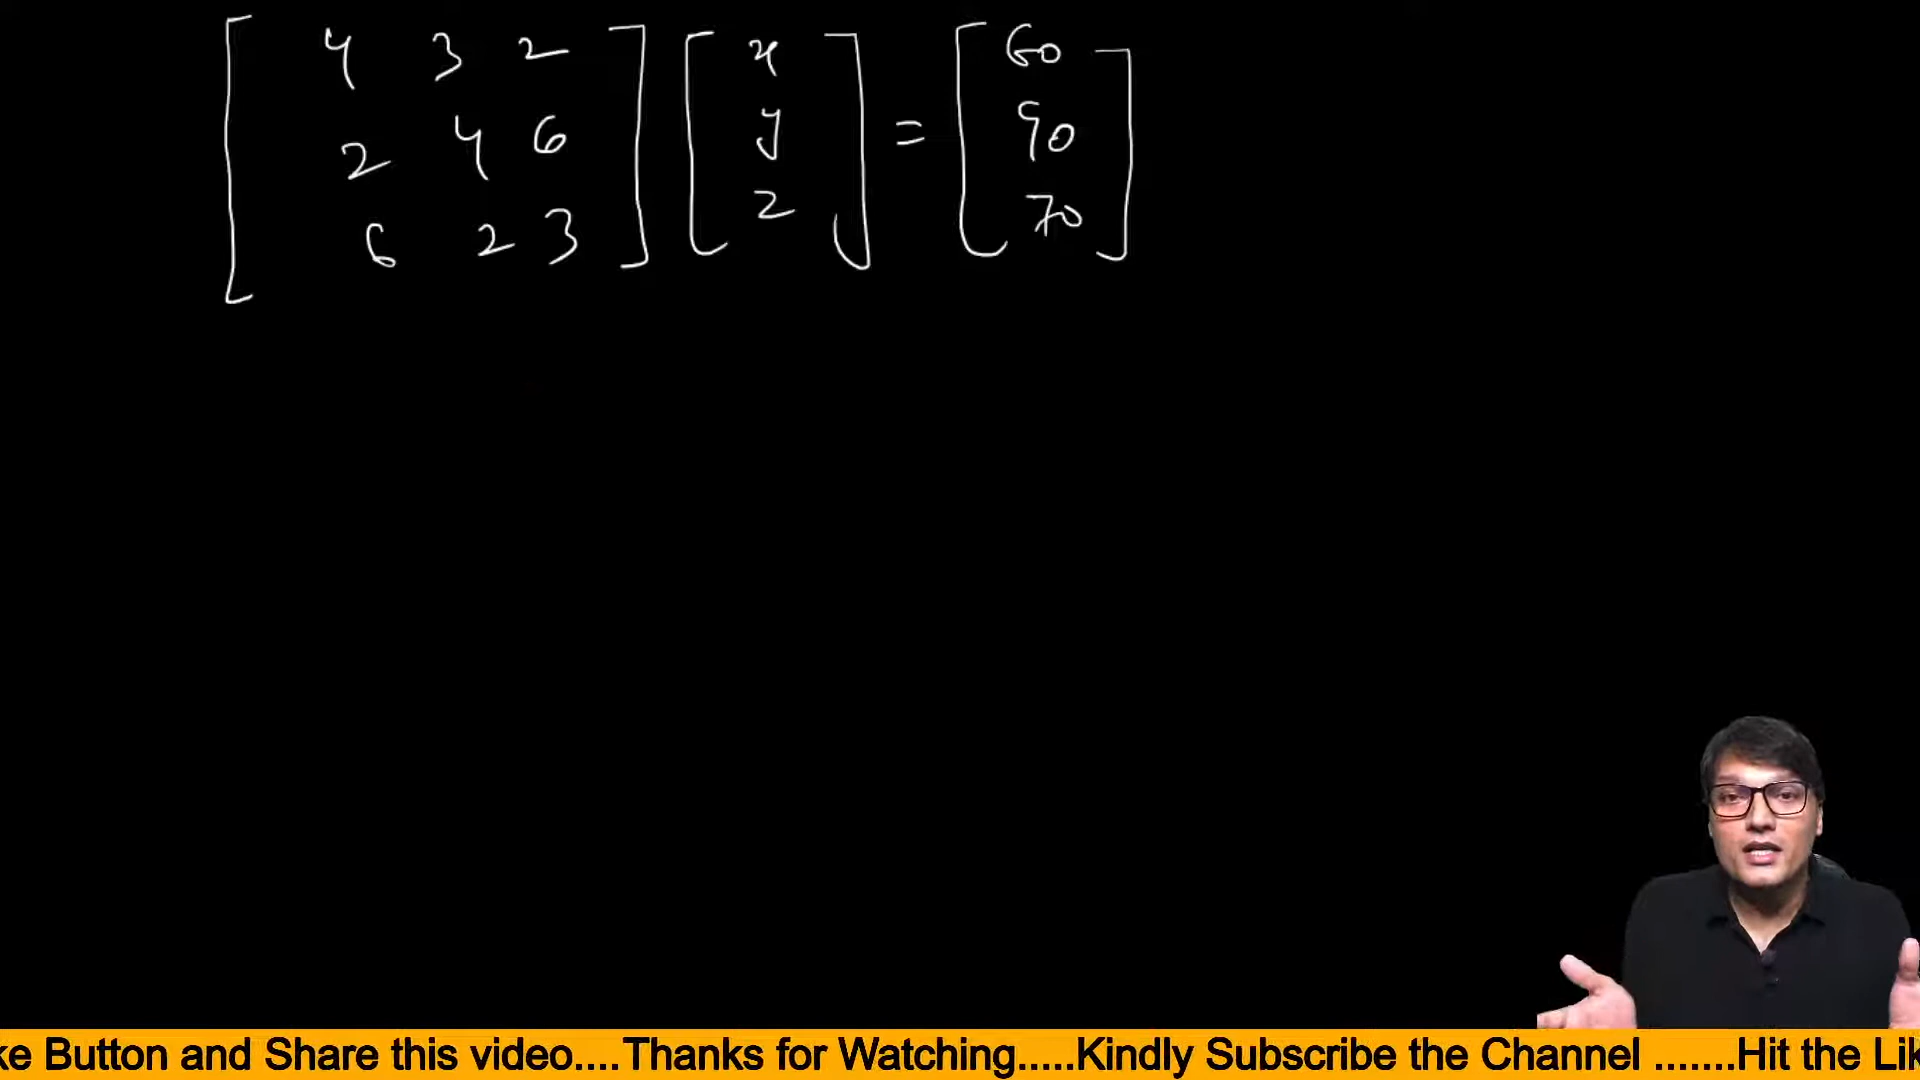 [ 4 3 2 ] [ x ] = [ 60 ]
[ 2 4 6 ] [ y ] = [ 90 ]
[ 6 2 3 ] [ z ] = [ 70 ]
ke Button and Share this video....Thanks for Watching.....Kindly Subscribe the Channel .......Hit the Lik